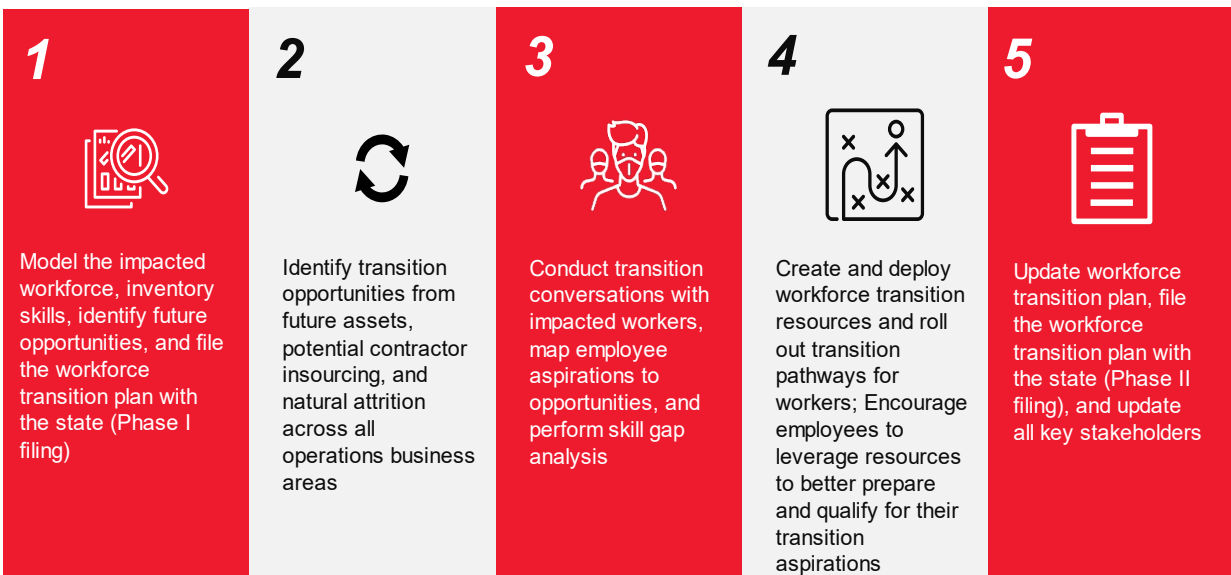 1
Model the impacted
workforce, inventory
skills, identify future
opportunities, and file
the workforce
transition plan with
the state (Phase I
filing)
2
Identify transition
opportunities from
future assets,
potential contractor
insourcing, and
natural attrition
across all
operations business
areas
3
Conduct transition
conversations with
impacted workers,
map employee
aspirations to
opportunities, and
perform skill gap
analysis
4
Create and deploy
workforce transition
resources and roll
out transition
pathways for
workers; Encourage
employees to
leverage resources
to better prepare
and qualify for their
transition
aspirations
5
Update workforce
transition plan, file
the workforce
transition plan with
the state (Phase II
filing), and update
all key stakeholders